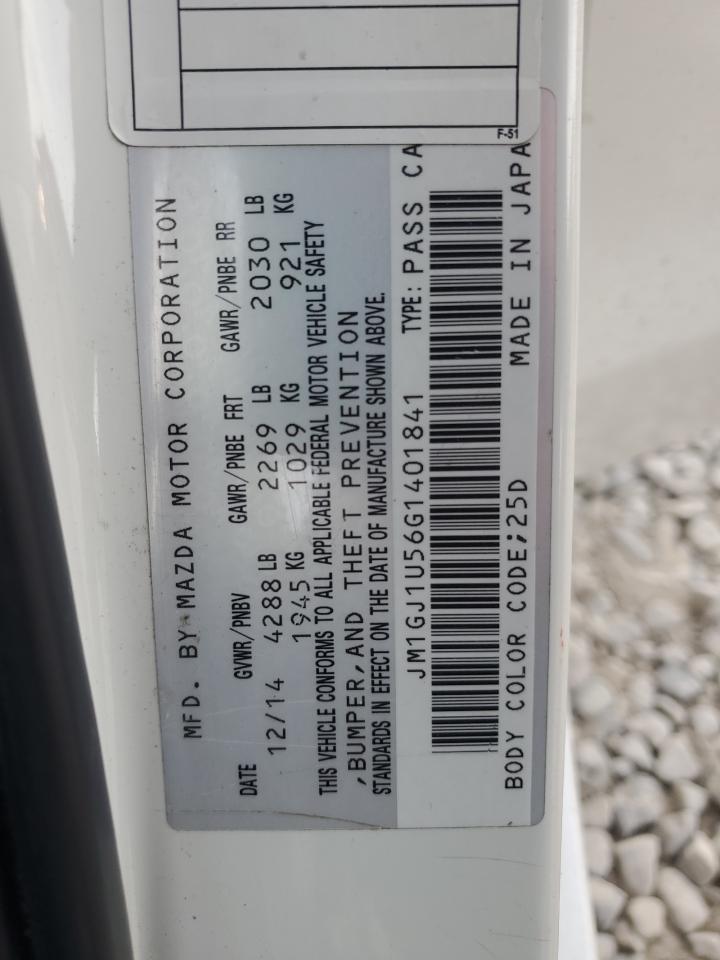 F-51
MFD. BY MAZDA MOTOR CORPORATION
DATE GVWR/PNBV GAWR/PNBE FRT GAWR/PNBE RR
12/14 4288 LB 2269 LB 2030 LB
1945 KG 1029 KG 921 KG
THIS VEHICLE CONFORMS TO ALL APPLICABLE FEDERAL MOTOR VEHICLE SAFETY
,BUMPER,AND THEFT PREVENTION
STANDARDS IN EFFECT ON THE DATE OF MANUFACTURE SHOWN ABOVE.
JM1GJ1U56G1401841 TYPE: PASS CA
BODY COLOR CODE;25D MADE IN JAPA